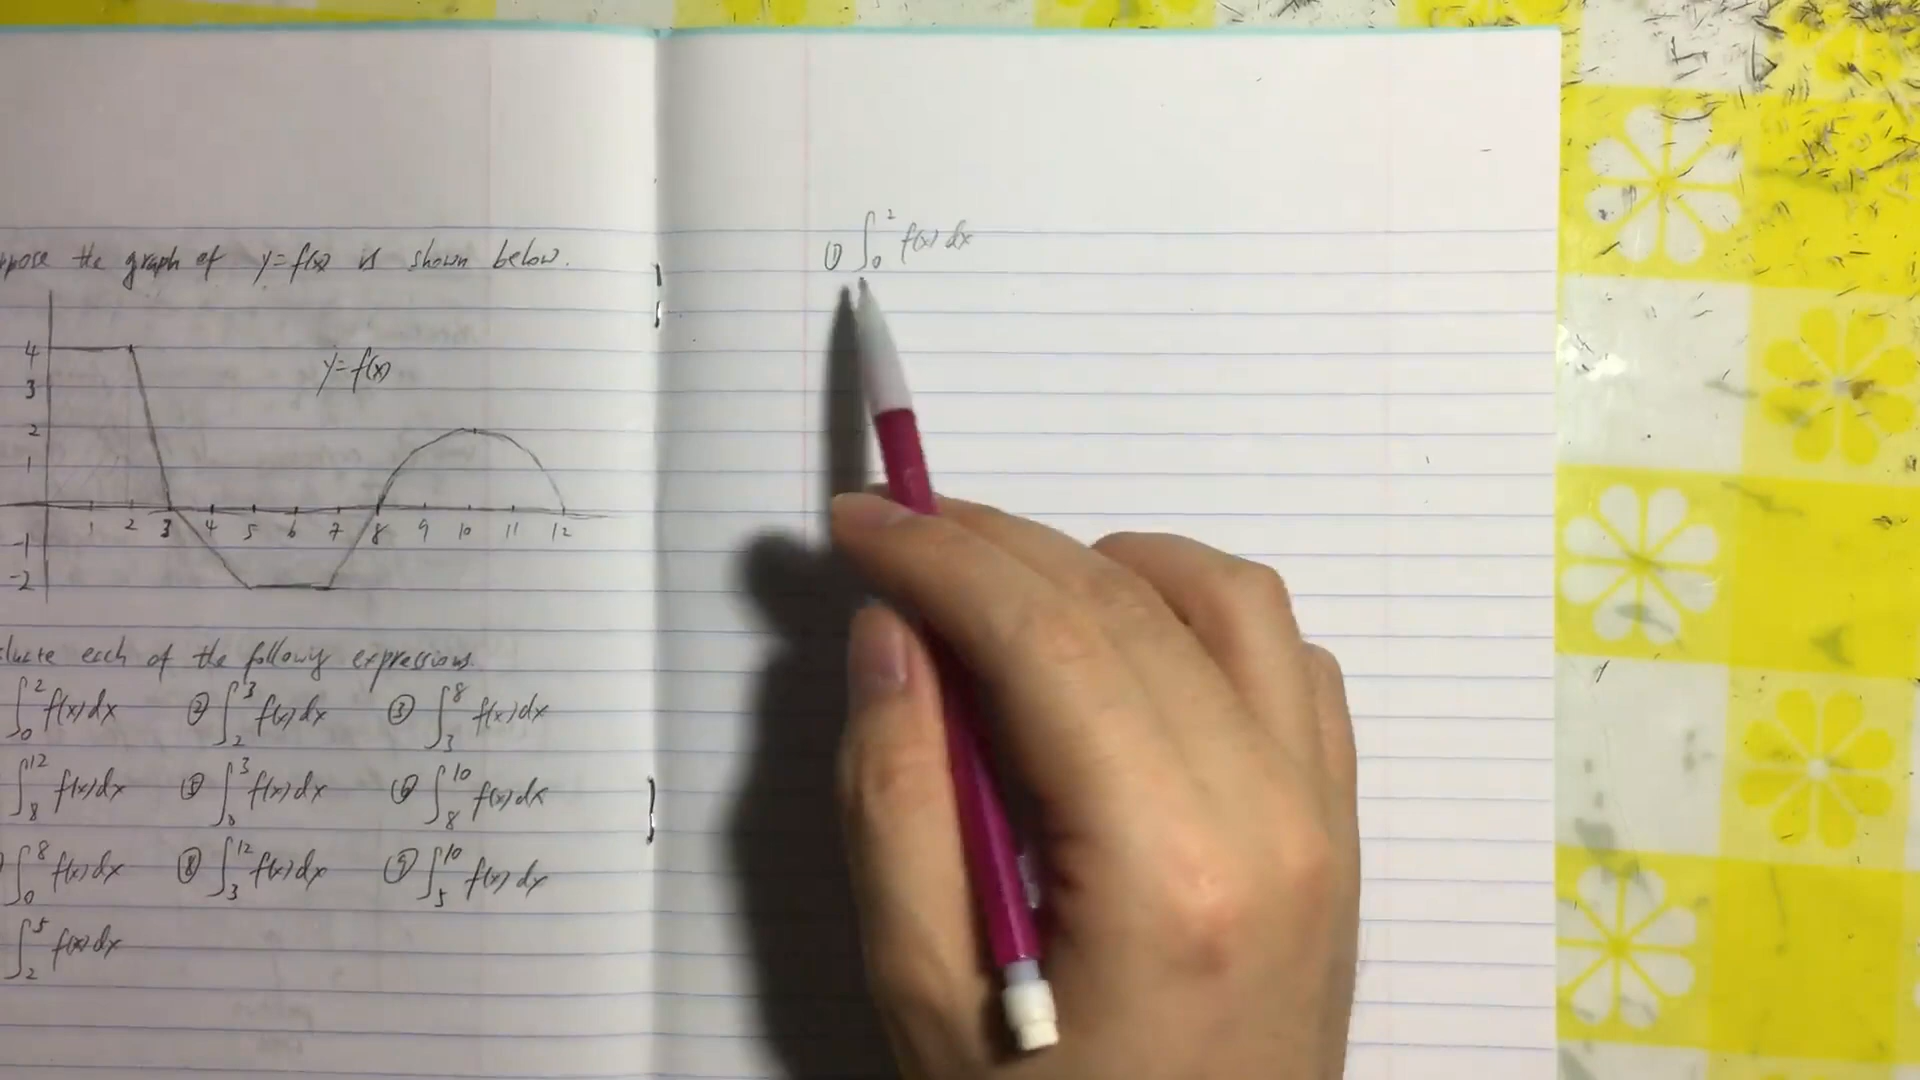 the graph of y=f(x) is shown below.
① ∫₀² f(x) dx
4
3
y=f(x)
2
1
1 2 3 4 5 6 7 8 9 10 11 12
-1
-2
each of the following expressions.
∫₀² f(x) dx ② ∫₂³ f(x) dx ③ ∫₃⁸ f(x) dx
∫₈¹² f(x) dx ⑤ ∫₀³ f(x) dx ⑥ ∫₈¹⁰ f(x) dx
∫₀⁸ f(x) dx ⑧ ∫₃¹² f(x) dx ⑨ ∫₅¹⁰ f(x) dx
∫₂⁵ f(x) dx